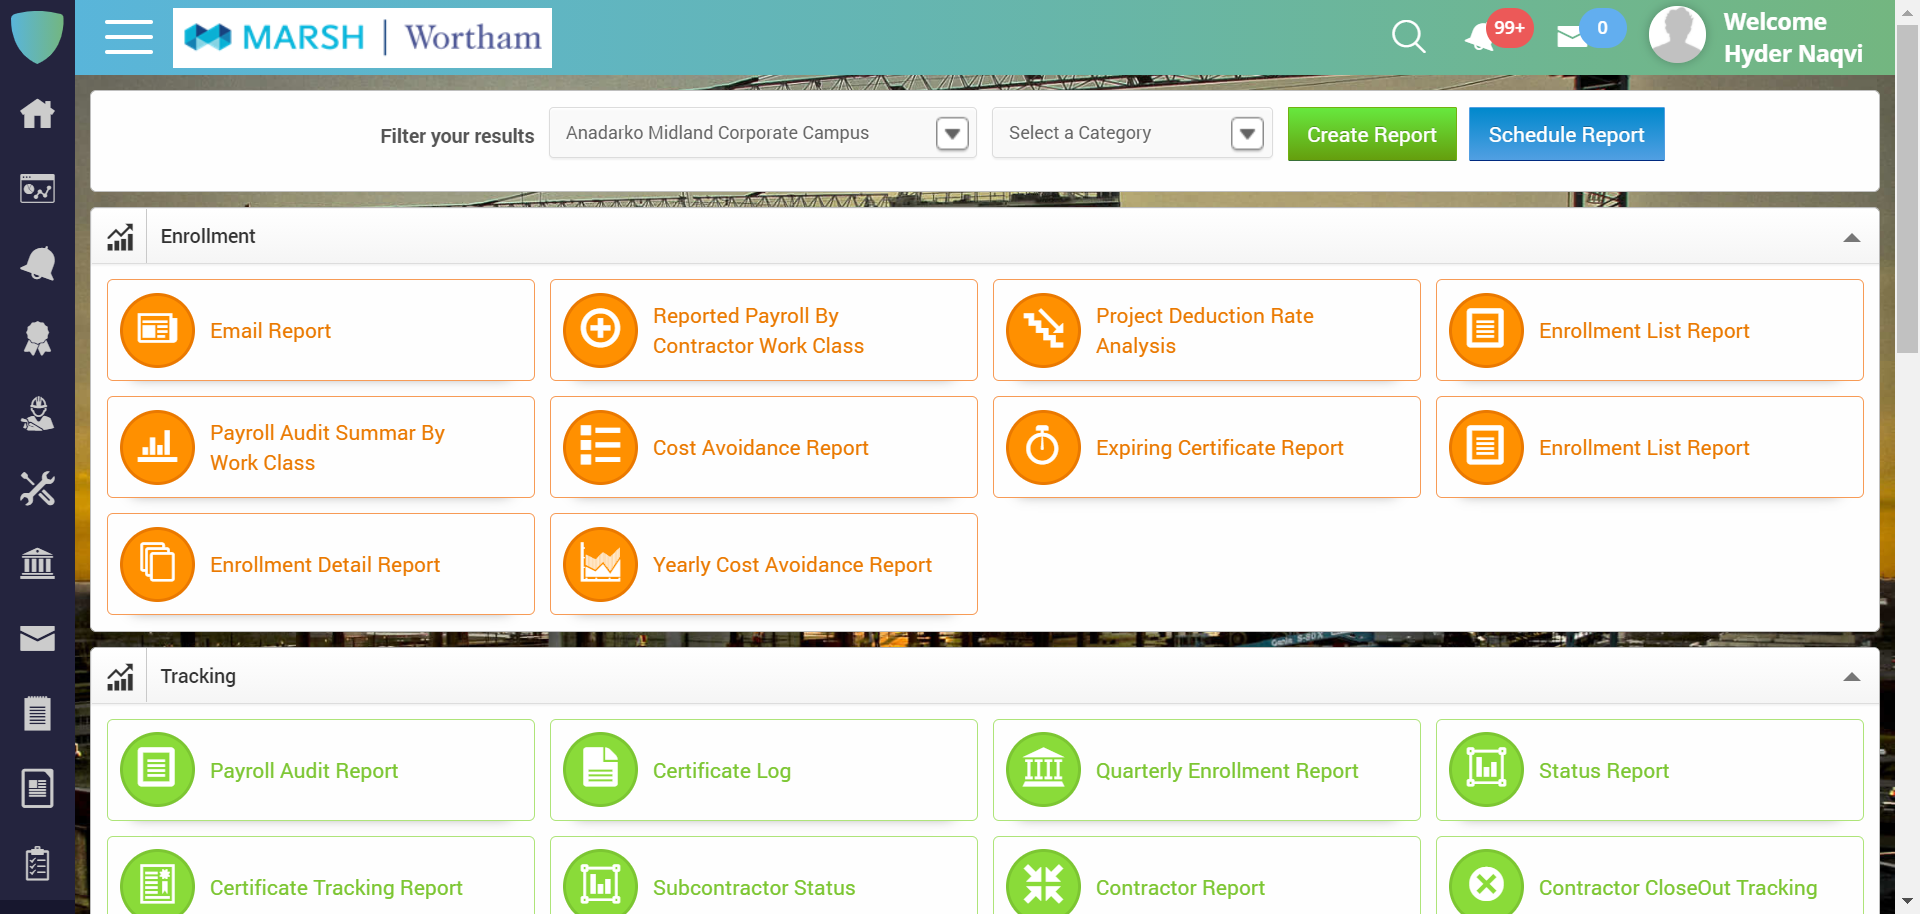 MARSH | Wortham
99+
0
Welcome
Hyder Naqvi
Filter your results
Anadarko Midland Corporate Campus
Select a Category
Create Report
Schedule Report
Enrollment
Email Report
Reported Payroll By
Contractor Work Class
Project Deduction Rate
Analysis
Enrollment List Report
Payroll Audit Summar By
Work Class
Cost Avoidance Report
Expiring Certificate Report
Enrollment List Report
Enrollment Detail Report
Yearly Cost Avoidance Report
Genie S-80X
Tracking
Payroll Audit Report
Certificate Log
Quarterly Enrollment Report
Status Report
Certificate Tracking Report
Subcontractor Status
Contractor Report
Contractor CloseOut Tracking